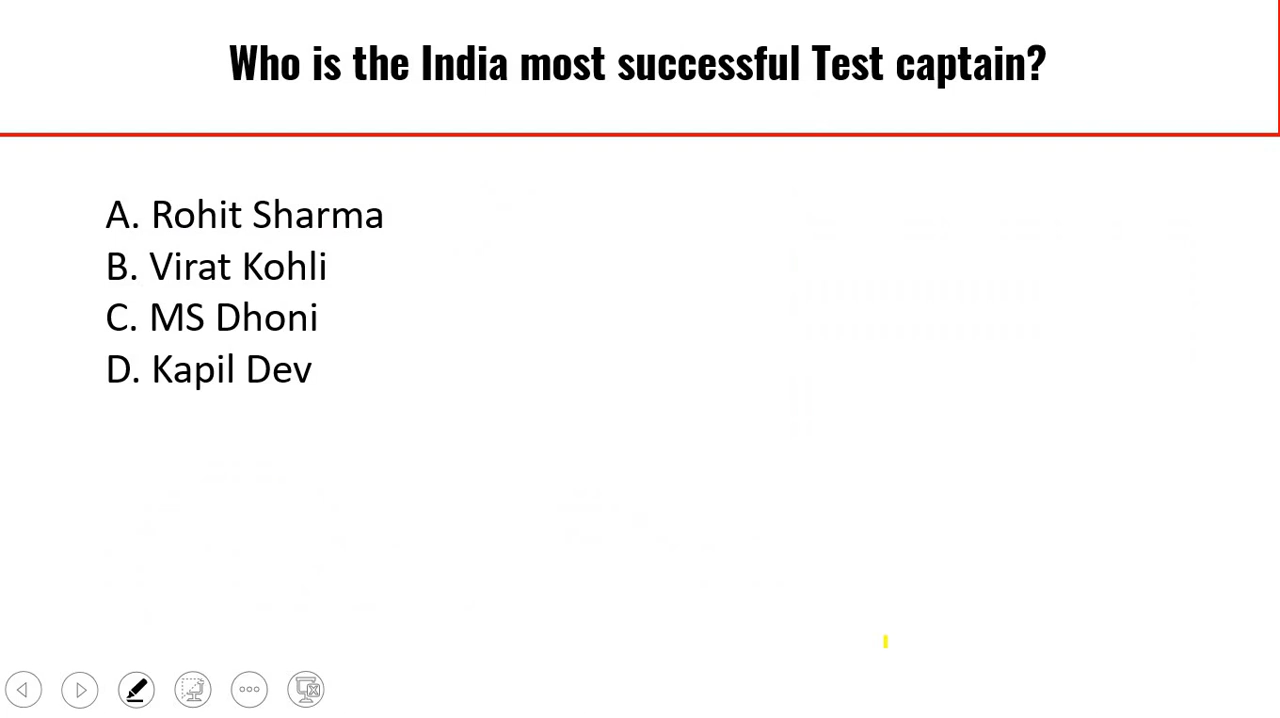 Who is the India most successful Test captain?
A. Rohit Sharma
B. Virat Kohli
C. MS Dhoni
D. Kapil Dev